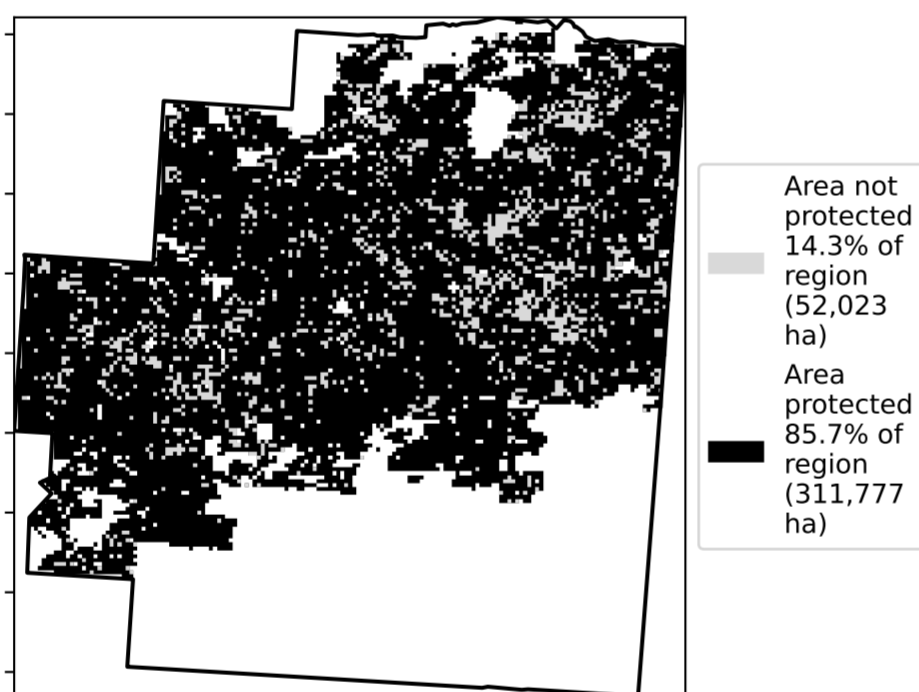 Area not
protected
14.3% of
region
(52,023
ha)
Area
protected
85.7% of
region
(311,777
ha)